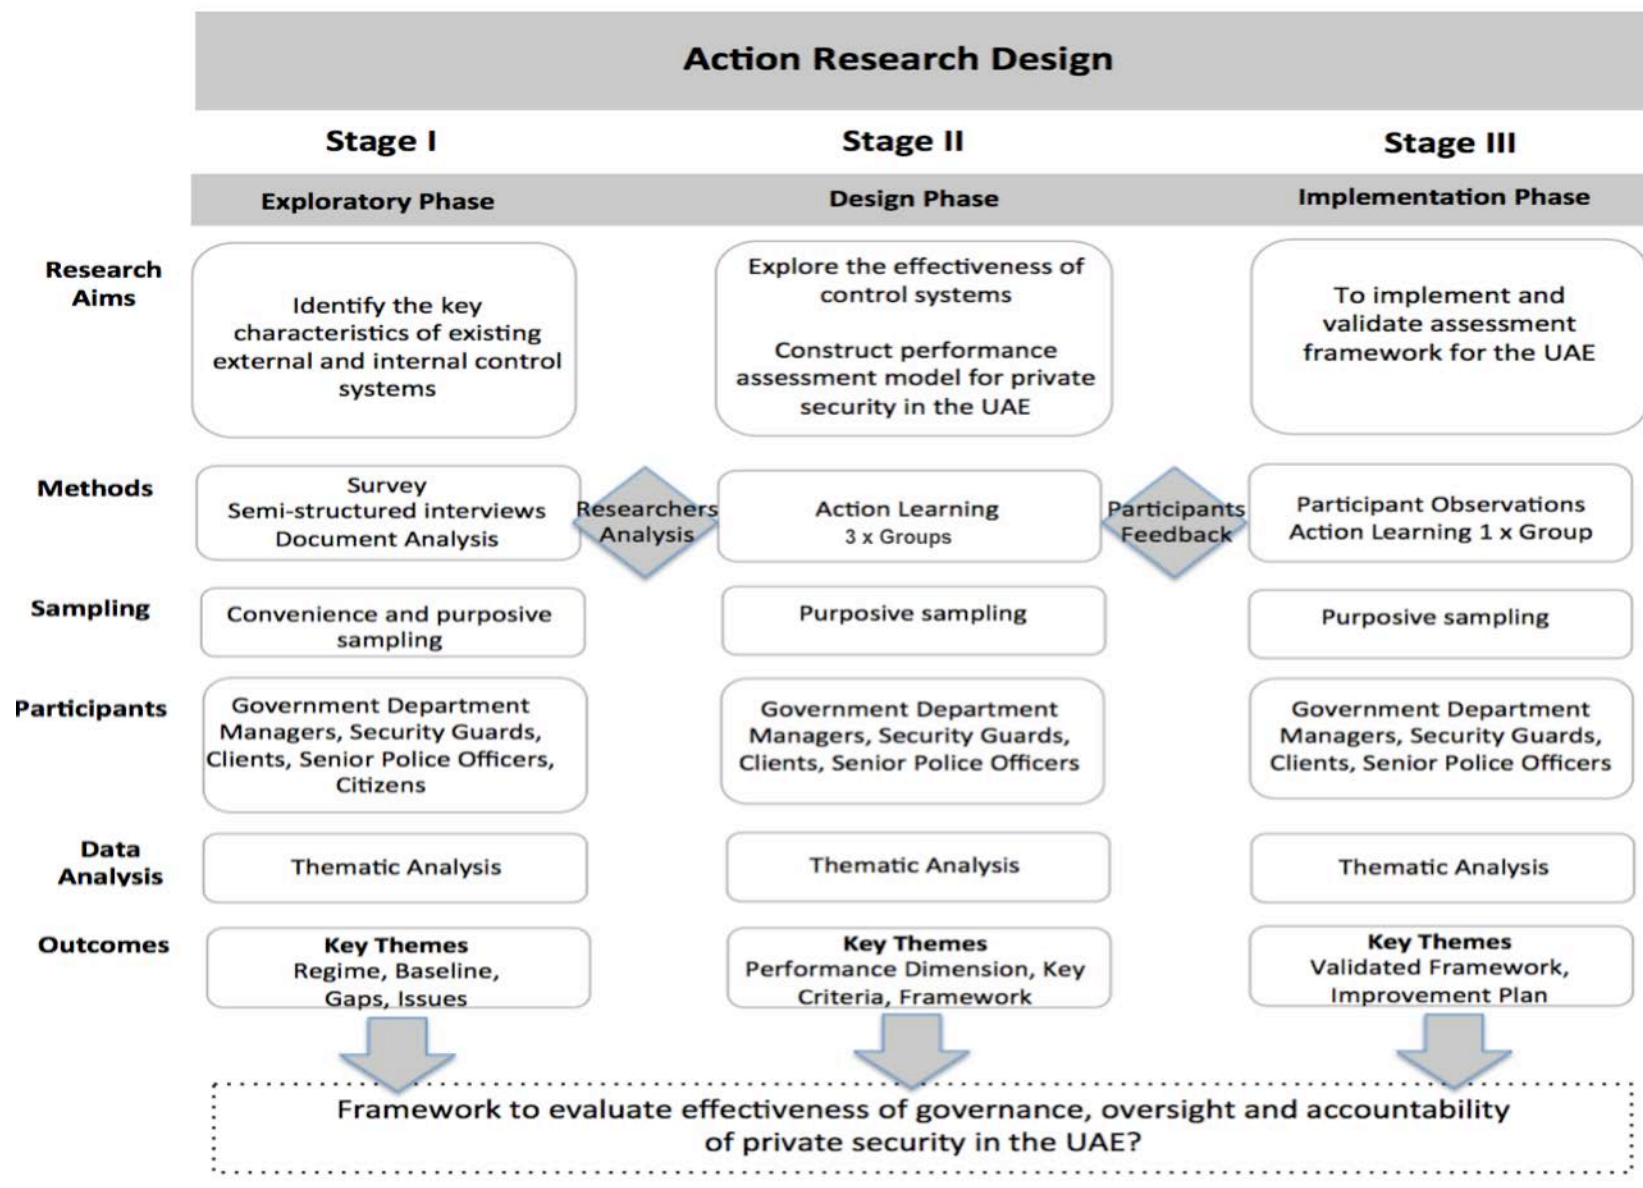 Action Research Design
Stage I
Stage II
Stage III
Exploratory Phase
Design Phase
Implementation Phase
Research
Aims
Identify the key
characteristics of existing
external and internal control
systems
Explore the effectiveness of
control systems
Construct performance
assessment model for private
security in the UAE
To implement and
validate assessment
framework for the UAE
Methods
Survey
Semi-structured interviews
Document Analysis
Researchers
Analysis
Action Learning
3 x Groups
Participants
Feedback
Participant Observations
Action Learning 1 x Group
Sampling
Convenience and purposive
sampling
Purposive sampling
Purposive sampling
Participants
Government Department
Managers, Security Guards,
Clients, Senior Police Officers,
Citizens
Government Department
Managers, Security Guards,
Clients, Senior Police Officers
Government Department
Managers, Security Guards,
Clients, Senior Police Officers
Data
Analysis
Thematic Analysis
Thematic Analysis
Thematic Analysis
Outcomes
Key Themes
Regime, Baseline,
Gaps, Issues
Key Themes
Performance Dimension, Key
Criteria, Framework
Key Themes
Validated Framework,
Improvement Plan
Framework to evaluate effectiveness of governance, oversight and accountability
of private security in the UAE?